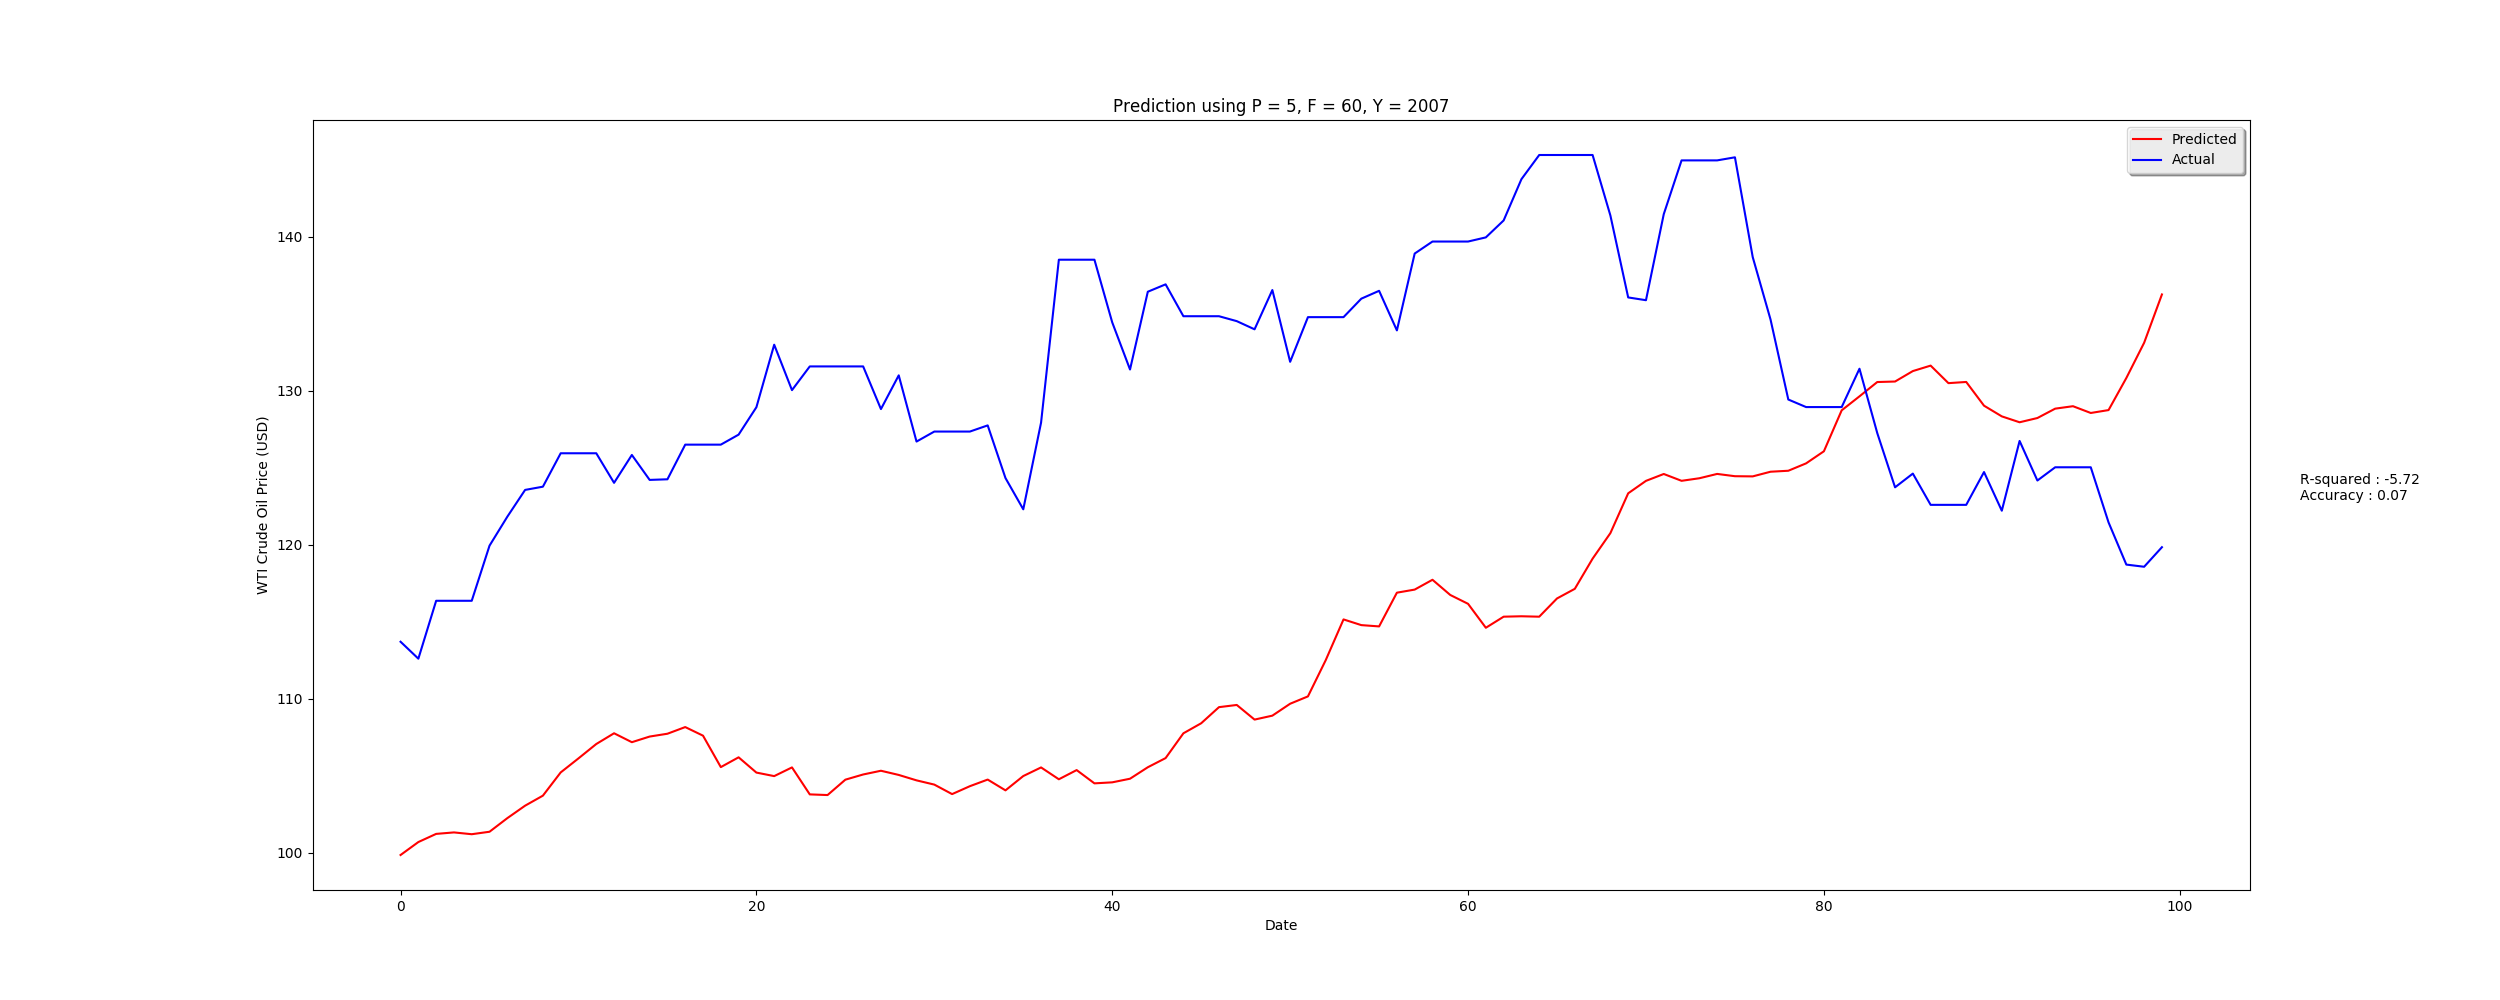 Prediction using P = 5, F = 60, Y = 2007
Predicted
Actual
WTI Crude Oil Price (USD)
140
130
120
110
100
0
20
40
60
80
100
Date
R-squared : -5.72
Accuracy : 0.07